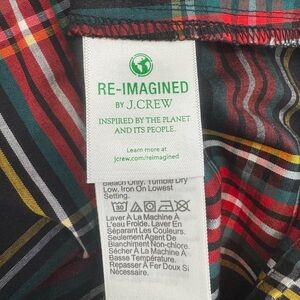 RE-IMAGINED
BY J.CREW
INSPIRED BY THE PLANET
AND ITS PEOPLE.
Learn more at
jcrew.com/reimagined
Bleach Only. Tumble Dry
Low. Iron On Lowest
Setting.
30
Laver À La Machine À
L'eau Froide. Laver En
Séparant Les Couleurs.
Seulement Agent De
Blanchiment Non-chloré.
Sécher À La Machine À
Basse Température.
Repasser À Fer Doux Si
Nécessaire.